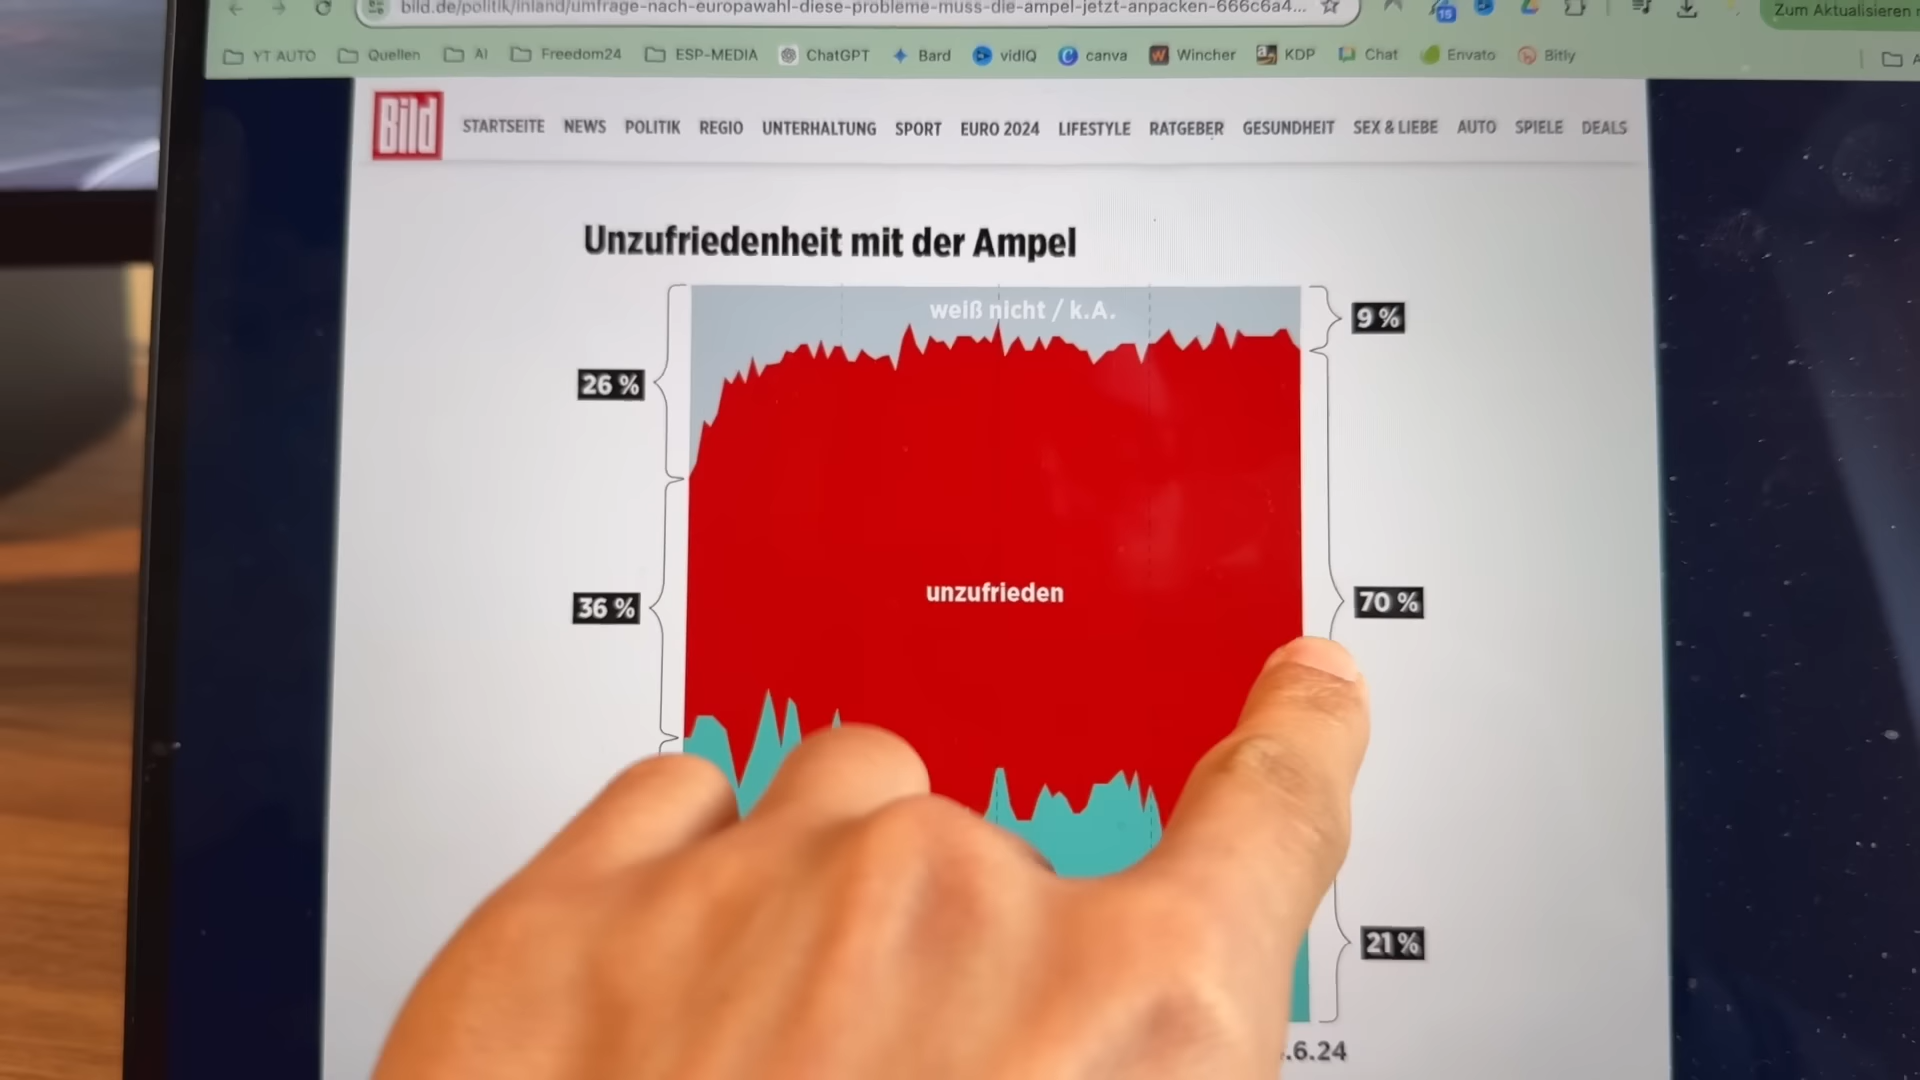 bild.de/politik/inland/umfrage-nach-europawahl-diese-probleme-muss-die-ampel-jetzt-anpacken-666c6a4...
15
Zum Aktualisieren
YT AUTO Quellen AI Freedom24 ESP-MEDIA ChatGPT Bard vidIQ canva Wincher KDP Chat Envato Bitly
Bild STARTSEITE NEWS POLITIK REGIO UNTERHALTUNG SPORT EURO 2024 LIFESTYLE RATGEBER GESUNDHEIT SEX & LIEBE AUTO SPIELE DEALS
Unzufriedenheit mit der Ampel
weiß nicht / k.A.
9 %
26 %
unzufrieden
36 %
70 %
21 %
.6.24